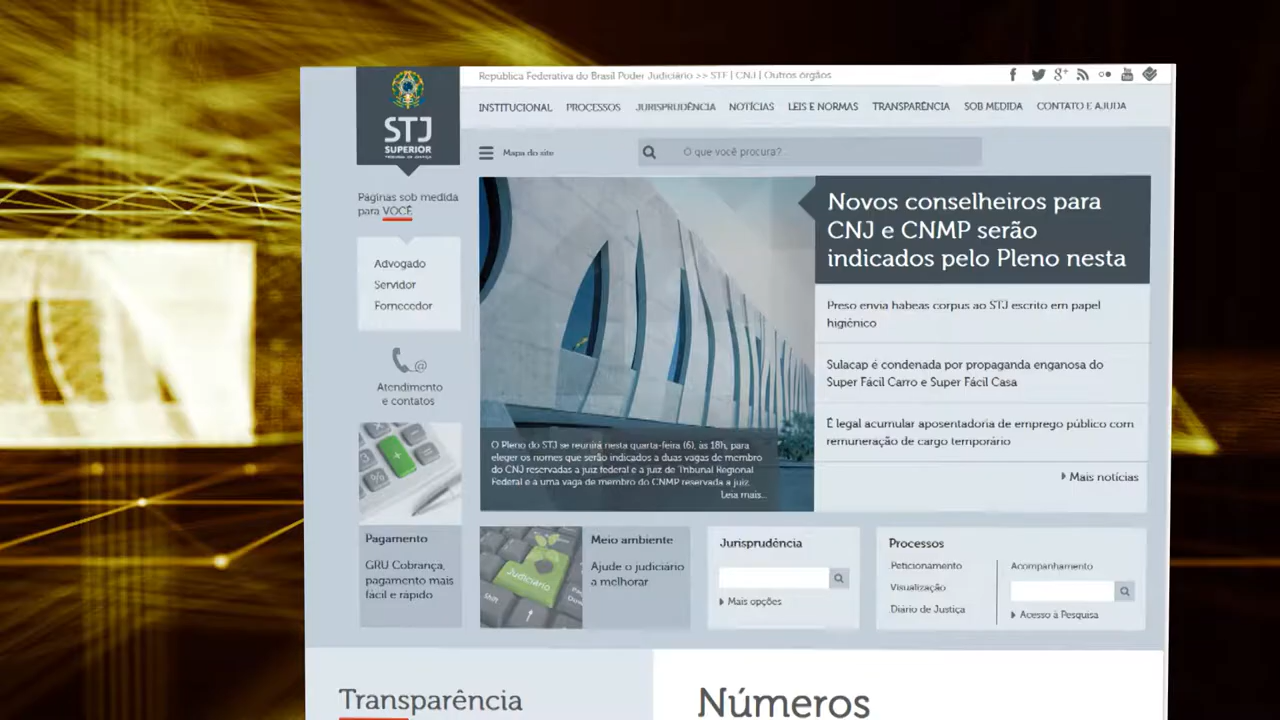 República Federativa do Brasil Poder Judiciário >> STF | CNJ | Outros órgãos
INSTITUCIONAL PROCESSOS JURISPRUDÊNCIA NOTÍCIAS LEIS E NORMAS TRANSPARÊNCIA SOB MEDIDA CONTATO E AJUDA
STJ
SUPERIOR
TRIBUNAL DE JUSTIÇA
Mapa do site
O que você procura?
Páginas sob medida
para VOCÊ
Advogado
Servidor
Fornecedor
Atendimento
e contatos
Pagamento
GRU Cobrança,
pagamento mais
fácil e rápido
Novos conselheiros para
CNJ e CNMP serão
indicados pelo Pleno nesta
O Pleno do STJ se reunirá nesta quarta-feira (6), às 18h, para
eleger os nomes que serão indicados a duas vagas de membro
do CNJ reservadas a juiz federal e a juiz de Tribunal Regional
Federal e a uma vaga de membro do CNMP reservada a juiz.
Leia mais...
Preso envia habeas corpus ao STJ escrito em papel
higiênico
Sulacap é condenada por propaganda enganosa do
Super Fácil Carro e Super Fácil Casa
É legal acumular aposentadoria de emprego público com
remuneração de cargo temporário
Mais notícias
Judiciário
Shift
Meio ambiente
Ajude o judiciário
a melhorar
Jurisprudência
Mais opções
Processos
Peticionamento
Visualização
Diário de Justiça
Acompanhamento
Acesso à Pesquisa
Transparência
Números